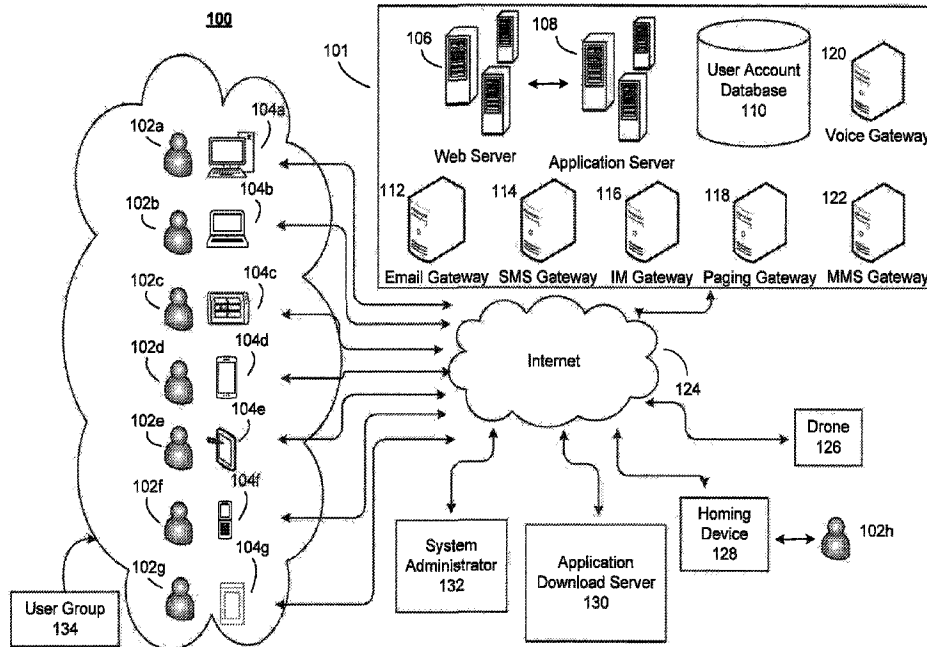 100
101
106
108
User Account
Database
110
120
Voice Gateway
Web Server
Application Server
112
114
116
118
122
Email Gateway
SMS Gateway
IM Gateway
Paging Gateway
MMS Gateway
102a
104a
102b
104b
102c
104c
102d
104d
102e
104e
102f
104f
102g
104g
Internet
124
Drone
126
Homing
Device
128
102h
System
Administrator
132
Application
Download Server
130
User Group
134